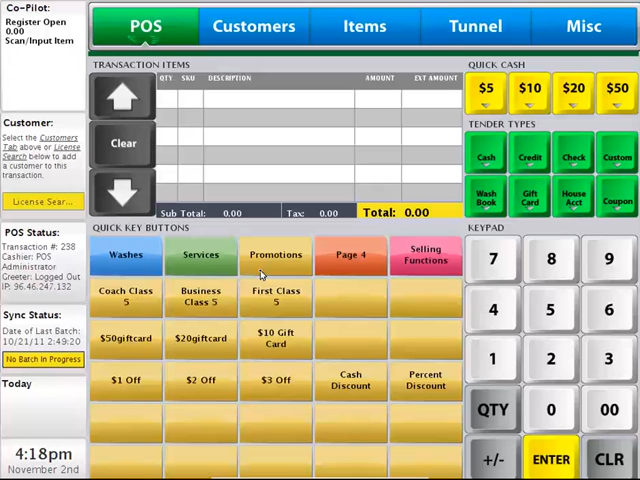 Co-Pilot:
Register Open
0.00
Scan/Input Item
Customer:
Select the Customers
Tab above or License
Search below to add
a customer to this
transaction.
License Sear...
POS Status:
Transaction #: 238
Cashier: POS
Administrator
Greeter: Logged Out
IP: 96.46.247.132
Sync Status:
Date of Last Batch:
10/21/11 2:49:20
No Batch In Progress
Today
4:18pm
November 2nd
POS
Customers
Items
Tunnel
Misc
TRANSACTION ITEMS
QTY SKU DESCRIPTION AMOUNT EXT AMOUNT
Clear
Sub Total: 0.00 Tax: 0.00 Total: 0.00
QUICK CASH
$5 $10 $20 $50
TENDER TYPES
Cash Credit Check Custom
Wash Book
Gift Card
House Acct
Coupon
QUICK KEY BUTTONS
Washes
Services
Promotions
Page 4
Selling Functions
Coach Class 5
Business Class 5
First Class 5
$50giftcard
$20giftcard
$10 Gift Card
$1 Off
$2 Off
$3 Off
Cash Discount
Percent Discount
KEYPAD
7 8 9
4 5 6
1 2 3
QTY 0 00
+/- ENTER CLR